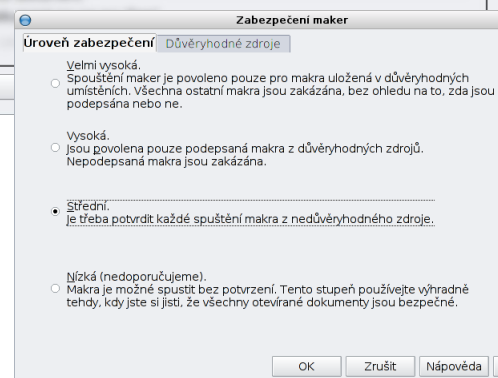 Zabezpečení maker
Úroveň zabezpečení Důvěryhodné zdroje
Velmi vysoká.
Spouštění maker je povoleno pouze pro makra uložená v důvěryhodných
umístěních. Všechna ostatní makra jsou zakázána, bez ohledu na to, zda jsou
podepsána nebo ne.
Vysoká.
Jsou povolena pouze podepsaná makra z důvěryhodných zdrojů.
Nepodepsaná makra jsou zakázána.
Střední.
Je třeba potvrdit každé spuštění makra z nedůvěryhodného zdroje.
Nízká (nedoporučujeme).
Makra je možné spustit bez potvrzení. Tento stupeň používejte výhradně
tehdy, kdy jste si jisti, že všechny otevírané dokumenty jsou bezpečné.
OK Zrušit Nápověda